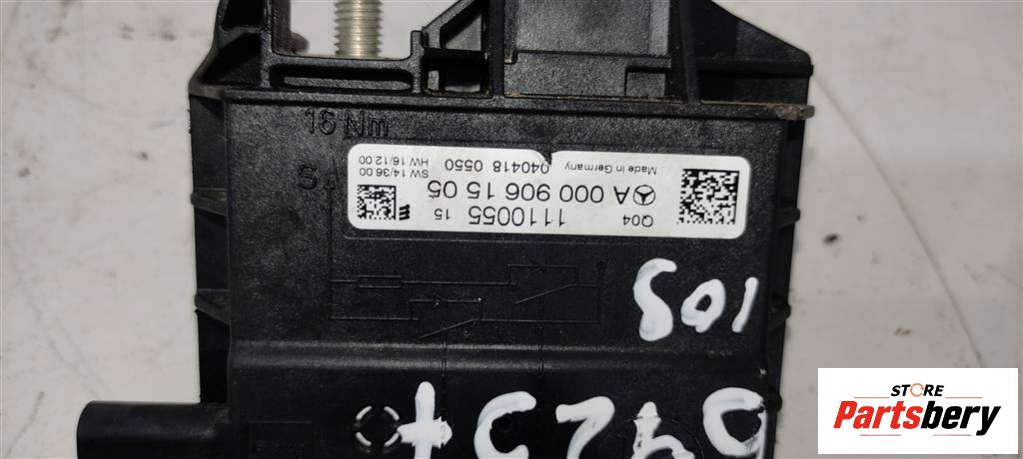 16 Nm
S
Q04
1110055 15
A 000 906 15 05
040418 0550
Made in Germany
SW 14/36.00
HW 16/12.00
STORE
Partsbery